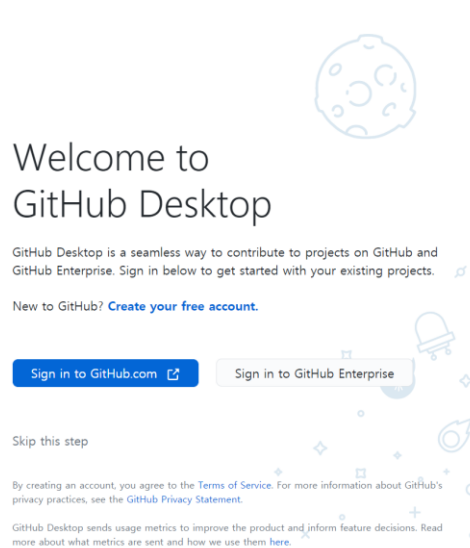 Welcome to
GitHub Desktop
GitHub Desktop is a seamless way to contribute to projects on GitHub and
GitHub Enterprise. Sign in below to get started with your existing projects.
New to GitHub? Create your free account.
Sign in to GitHub.com
Sign in to GitHub Enterprise
Skip this step
By creating an account, you agree to the Terms of Service. For more information about GitHub's
privacy practices, see the GitHub Privacy Statement.
GitHub Desktop sends usage metrics to improve the product and inform feature decisions. Read
more about what metrics are sent and how we use them here.